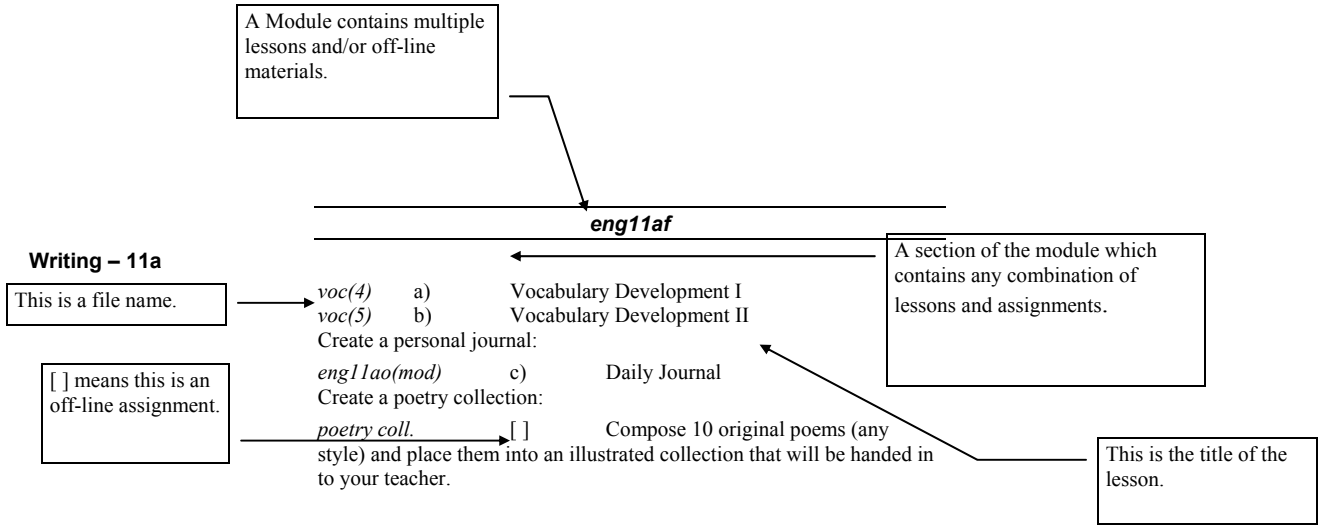 A Module contains multiple
lessons and/or off-line
materials.
eng11af
Writing – 11a
A section of the module which
contains any combination of
lessons and assignments.
This is a file name.
voc(4) a) Vocabulary Development I
voc(5) b) Vocabulary Development II
Create a personal journal:
eng11ao(mod) c) Daily Journal
Create a poetry collection:
[ ] means this is an
off-line assignment.
poetry coll. [ ] Compose 10 original poems (any
style) and place them into an illustrated collection that will be handed in
to your teacher.
This is the title of the
lesson.